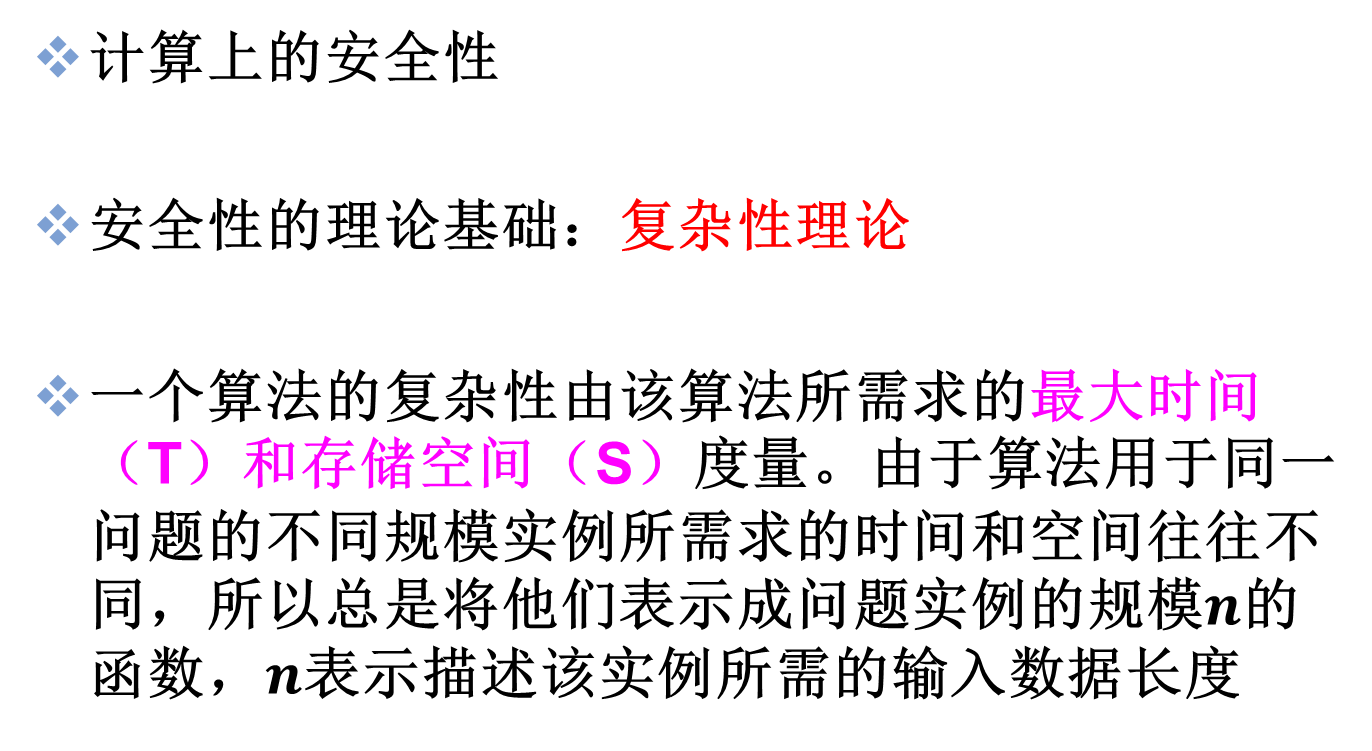 计算上的安全性
安全性的理论基础：复杂性理论
一个算法的复杂性由该算法所需求的最大时间
（T）和存储空间（S）度量。由于算法用于同一
问题的不同规模实例所需求的时间和空间往往不
同，所以总是将他们表示成问题实例的规模n的
函数，n表示描述该实例所需的输入数据长度